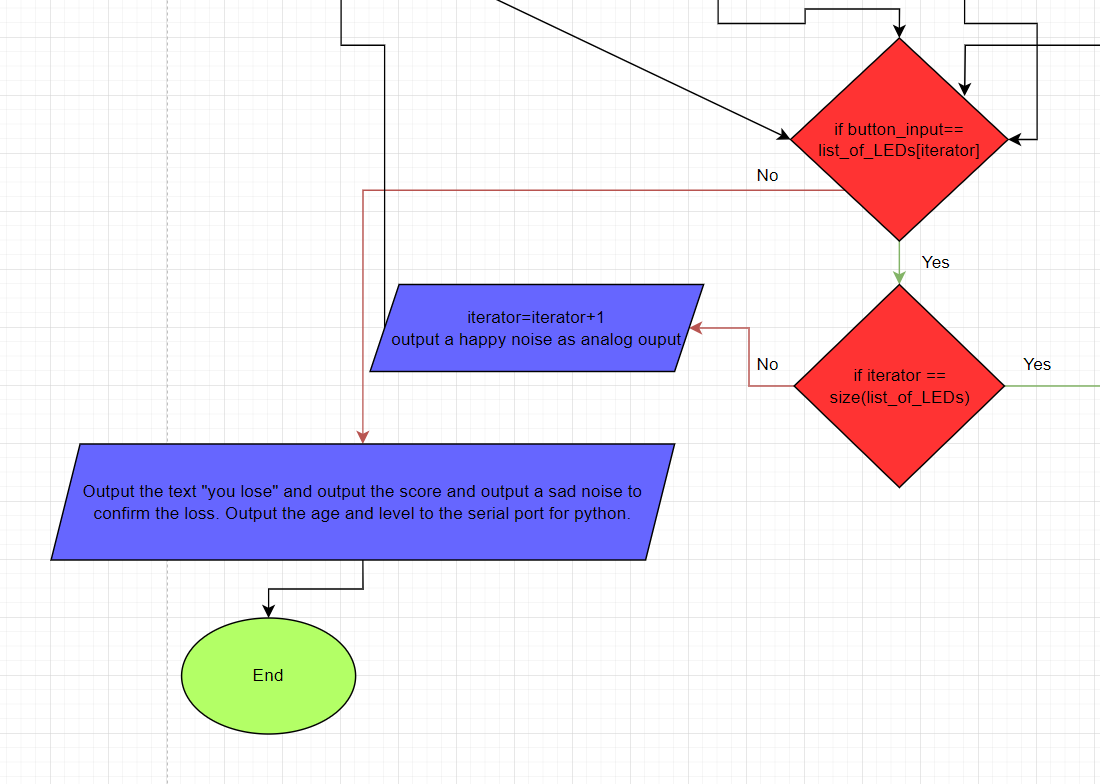 if button_input==
list_of_LEDs[iterator]
No
Yes
iterator=iterator+1
output a happy noise as analog ouput
No
if iterator ==
size(list_of_LEDs)
Yes
Output the text "you lose" and output the score and output a sad noise to
confirm the loss. Output the age and level to the serial port for python.
End